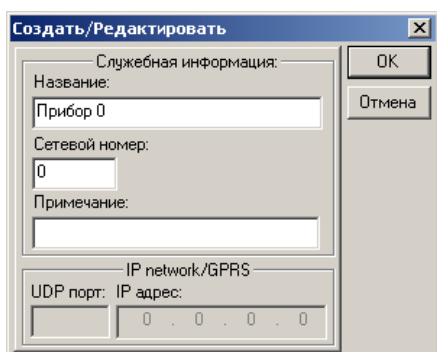 Создать/Редактировать
Служебная информация:
OK
Название:
Прибор 0
Отмена
Сетевой номер:
0
Примечание:
IP network/GPRS
UDP порт: IP адрес:
0 . 0 . 0 . 0